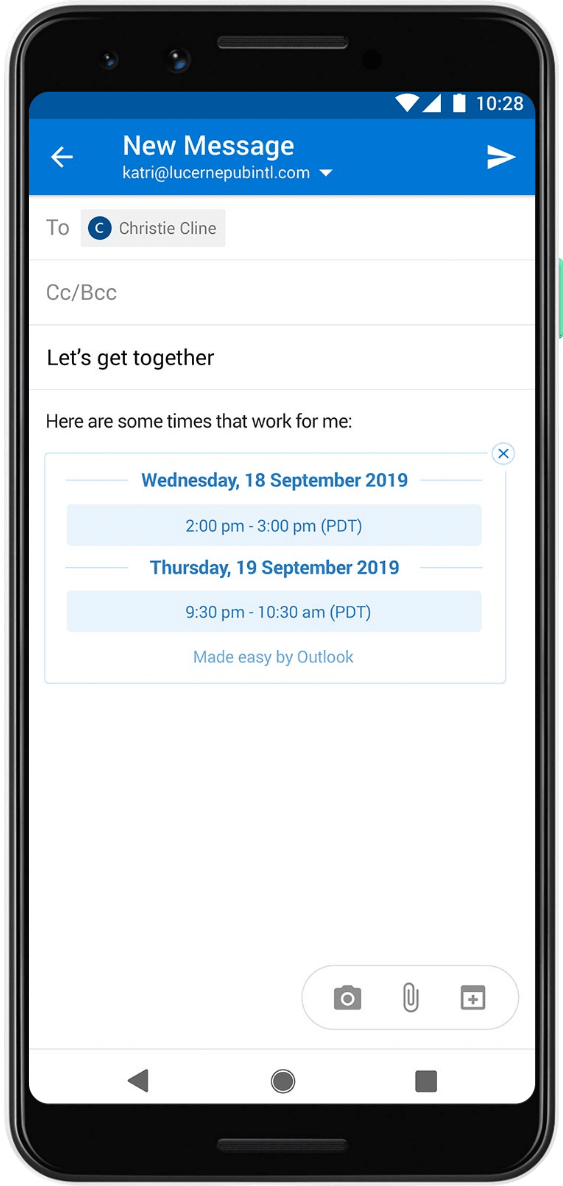 10:28
New Message
katri@lucernepubintl.com
To C Christie Cline
Cc/Bcc
Let’s get together
Here are some times that work for me:
Wednesday, 18 September 2019
2:00 pm - 3:00 pm (PDT)
Thursday, 19 September 2019
9:30 pm - 10:30 am (PDT)
Made easy by Outlook